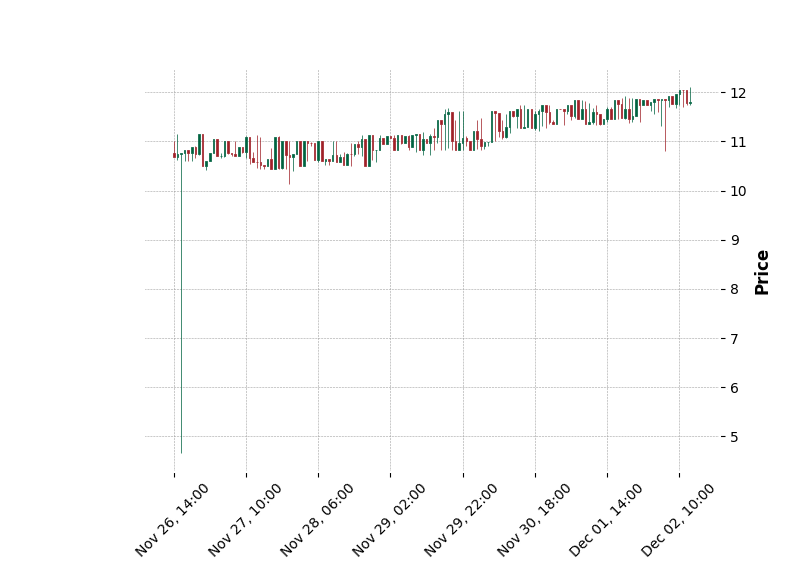 12
11
10
9
8
7
6
5
Price
Nov 26, 14:00
Nov 27, 10:00
Nov 28, 06:00
Nov 29, 02:00
Nov 29, 22:00
Nov 30, 18:00
Dec 01, 14:00
Dec 02, 10:00